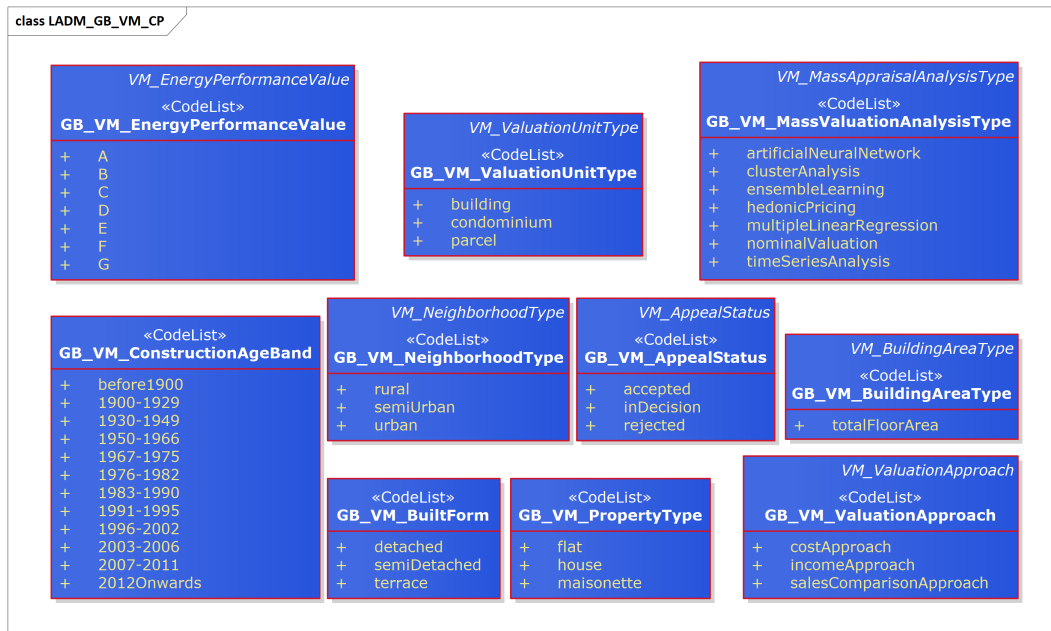 class LADM_GB_VM_CP
VM_EnergyPerformanceValue
«CodeList»
GB_VM_EnergyPerformanceValue
+ A
+ B
+ C
+ D
+ E
+ F
+ G
VM_ValuationUnitType
«CodeList»
GB_VM_ValuationUnitType
+ building
+ condominium
+ parcel
VM_MassAppraisalAnalysisType
«CodeList»
GB_VM_MassValuationAnalysisType
+ artificialNeuralNetwork
+ clusterAnalysis
+ ensembleLearning
+ hedonicPricing
+ multipleLinearRegression
+ nominalValuation
+ timeSeriesAnalysis
«CodeList»
GB_VM_ConstructionAgeBand
+ before1900
+ 1900-1929
+ 1930-1949
+ 1950-1966
+ 1967-1975
+ 1976-1982
+ 1983-1990
+ 1991-1995
+ 1996-2002
+ 2003-2006
+ 2007-2011
+ 2012Onwards
VM_NeighborhoodType
«CodeList»
GB_VM_NeighborhoodType
+ rural
+ semiUrban
+ urban
VM_AppealStatus
«CodeList»
GB_VM_AppealStatus
+ accepted
+ inDecision
+ rejected
VM_BuildingAreaType
«CodeList»
GB_VM_BuildingAreaType
+ totalFloorArea
«CodeList»
GB_VM_BuiltForm
+ detached
+ semiDetached
+ terrace
«CodeList»
GB_VM_PropertyType
+ flat
+ house
+ maisonette
VM_ValuationApproach
«CodeList»
GB_VM_ValuationApproach
+ costApproach
+ incomeApproach
+ salesComparisonApproach